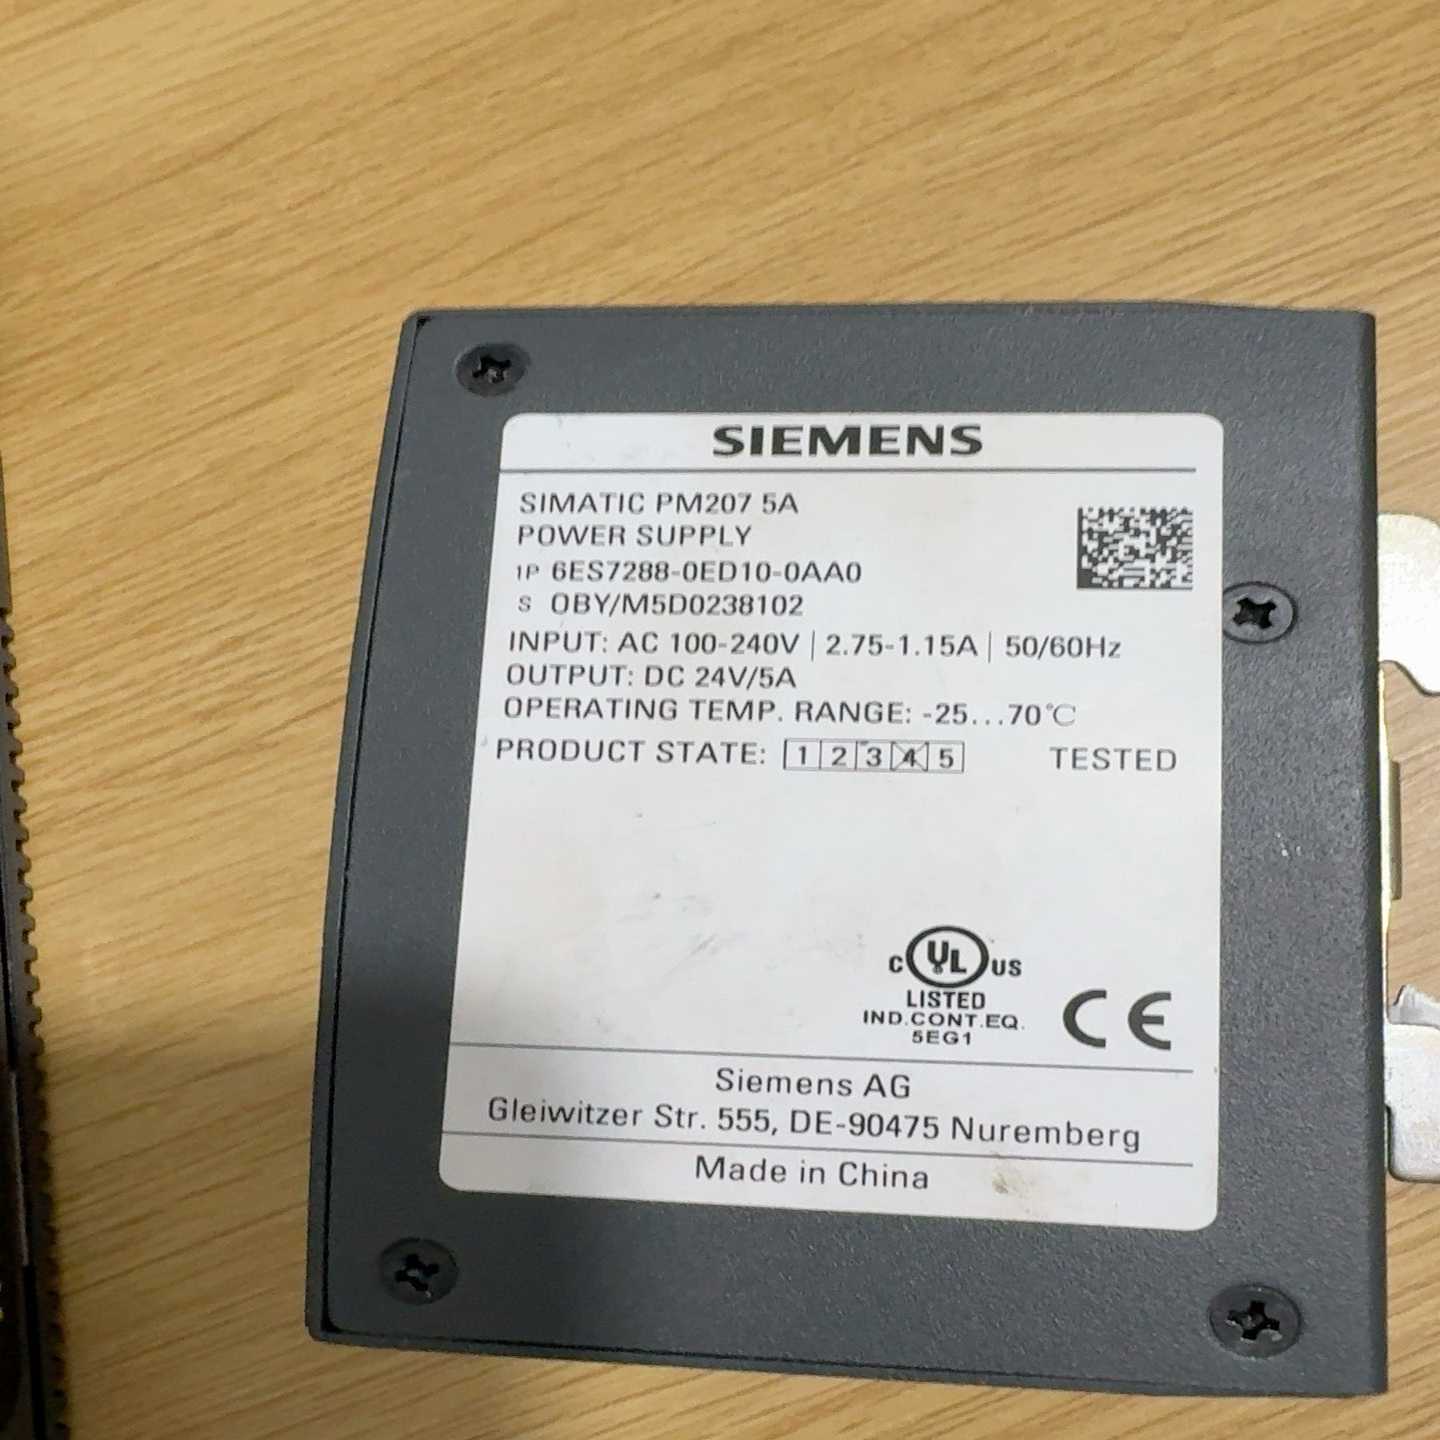 SIEMENS
SIMATIC PM207 5A
POWER SUPPLY
1P 6ES7288-0ED10-0AA0
S OBY/M5D0238102
INPUT: AC 100-240V | 2.75-1.15A | 50/60Hz
OUTPUT: DC 24V/5A
OPERATING TEMP. RANGE: -25...70℃
PRODUCT STATE: 1 2 3 4 5 TESTED
C UL US
LISTED
IND.CONT.EQ.
5EG1
CE
Siemens AG
Gleiwitzer Str. 555, DE-90475 Nuremberg
Made in China